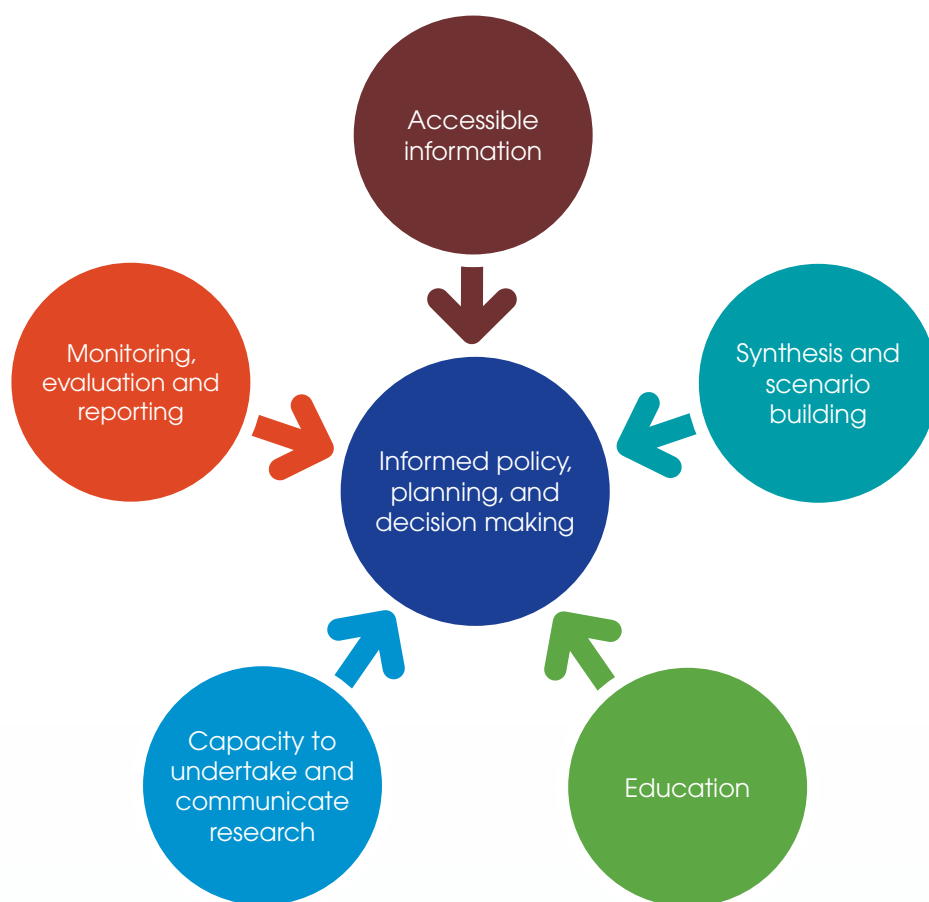 Accessible
information
Monitoring,
evaluation and
reporting
Synthesis and
scenario
building
Informed policy,
planning, and
decision making
Capacity to
undertake and
communicate
research
Education